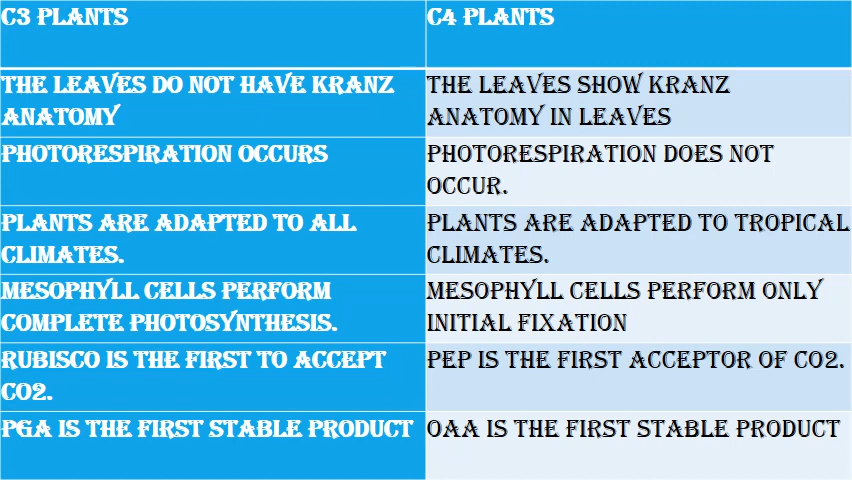 C3 PLANTS
C4 PLANTS
THE LEAVES DO NOT HAVE KRANZ
ANATOMY
THE LEAVES SHOW KRANZ
ANATOMY IN LEAVES
PHOTORESPIRATION OCCURS
PHOTORESPIRATION DOES NOT
OCCUR.
PLANTS ARE ADAPTED TO ALL
CLIMATES.
PLANTS ARE ADAPTED TO TROPICAL
CLIMATES.
MESOPHYLL CELLS PERFORM
COMPLETE PHOTOSYNTHESIS.
MESOPHYLL CELLS PERFORM ONLY
INITIAL FIXATION
RUBISCO IS THE FIRST TO ACCEPT
CO2.
PEP IS THE FIRST ACCEPTOR OF CO2.
PGA IS THE FIRST STABLE PRODUCT
OAA IS THE FIRST STABLE PRODUCT